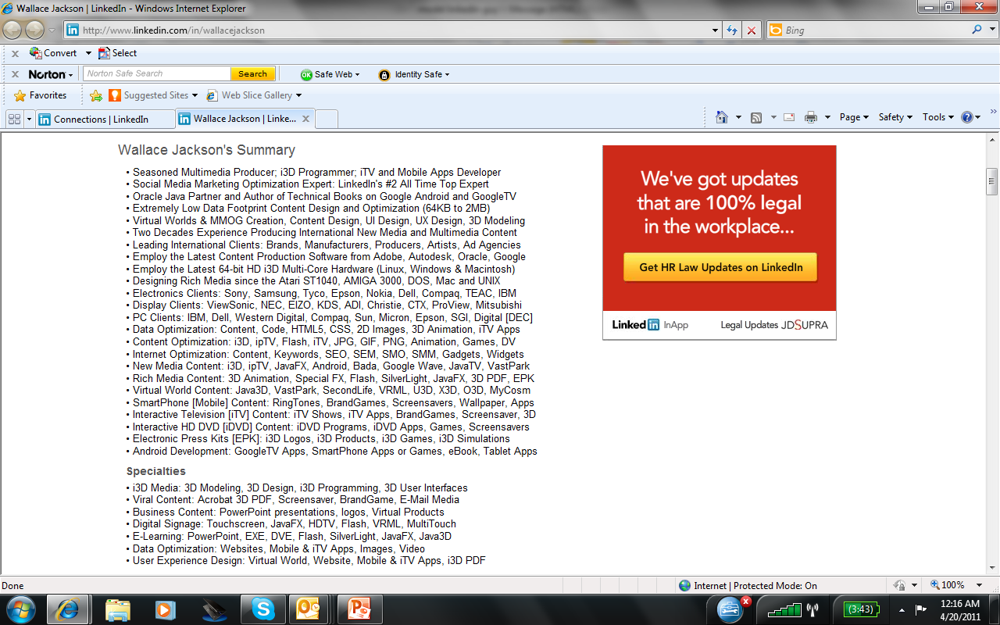 Wallace Jackson | LinkedIn - Windows Internet Explorer
http://www.linkedin.com/in/wallacejackson
Bing
Convert Select
Norton Norton Safe Search Search Safe Web Identity Safe
Favorites Suggested Sites Web Slice Gallery
Connections | LinkedIn Wallace Jackson | Linke... Page Safety Tools
Wallace Jackson's Summary
• Seasoned Multimedia Producer; i3D Programmer; iTV and Mobile Apps Developer
• Social Media Marketing Optimization Expert: LinkedIn's #2 All Time Top Expert
• Oracle Java Partner and Author of Technical Books on Google Android and GoogleTV
• Extremely Low Data Footprint Content Design and Optimization (64KB to 2MB)
• Virtual Worlds & MMOG Creation, Content Design, UI Design, UX Design, 3D Modeling
• Two Decades Experience Producing International New Media and Multimedia Content
• Leading International Clients: Brands, Manufacturers, Producers, Artists, Ad Agencies
• Employ the Latest Content Production Software from Adobe, Autodesk, Oracle, Google
• Employ the Latest 64-bit HD i3D Multi-Core Hardware (Linux, Windows & Macintosh)
• Designing Rich Media since the Atari ST1040, AMIGA 3000, DOS, Mac and UNIX
• Electronics Clients: Sony, Samsung, Tyco, Epson, Nokia, Dell, Compaq, TEAC, IBM
• Display Clients: ViewSonic, NEC, EIZO, KDS, ADI, Christie, CTX, ProView, Mitsubishi
• PC Clients: IBM, Dell, Western Digital, Compaq, Sun, Micron, Epson, SGI, Digital [DEC]
• Data Optimization: Content, Code, HTML5, CSS, 2D Images, 3D Animation, iTV Apps
• Content Optimization: i3D, ipTV, Flash, iTV, JPG, GIF, PNG, Animation, Games, DV
• Internet Optimization: Content, Keywords, SEO, SEM, SMO, SMM, Gadgets, Widgets
• New Media Content: i3D, ipTV, JavaFX, Android, Bada, Google Wave, JavaTV, VastPark
• Rich Media Content: 3D Animation, Special FX, Flash, SilverLight, JavaFX, 3D PDF, EPK
• Virtual World Content: Java3D, VastPark, SecondLife, VRML, U3D, X3D, O3D, MyCosm
• SmartPhone [Mobile] Content: RingTones, BrandGames, Screensavers, Wallpaper, Apps
• Interactive Television [iTV] Content: iTV Shows, iTV Apps, BrandGames, Screensaver, 3D
• Interactive HD DVD [iDVD] Content: iDVD Programs, iDVD Apps, Games, Screensavers
• Electronic Press Kits [EPK]: i3D Logos, i3D Products, i3D Games, i3D Simulations
• Android Development: GoogleTV Apps, SmartPhone Apps or Games, eBook, Tablet Apps
Specialties
• i3D Media: 3D Modeling, 3D Design, i3D Programming, 3D User Interfaces
• Viral Content: Acrobat 3D PDF, Screensaver, BrandGame, E-Mail Media
• Business Content: PowerPoint presentations, logos, Virtual Products
• Digital Signage: Touchscreen, JavaFX, HDTV, Flash, VRML, MultiTouch
• E-Learning: PowerPoint, EXE, DVE, Flash, SilverLight, JavaFX, Java3D
• Data Optimization: Websites, Mobile & iTV Apps, Images, Video
• User Experience Design: Virtual World, Website, Mobile & iTV Apps, i3D PDF
We've got updates
that are 100% legal
in the workplace...
Get HR Law Updates on LinkedIn
Linked in InApp Legal Updates JDSUPRA
Done Internet | Protected Mode: On 100%
(3:43) 12:16 AM
4/20/2011